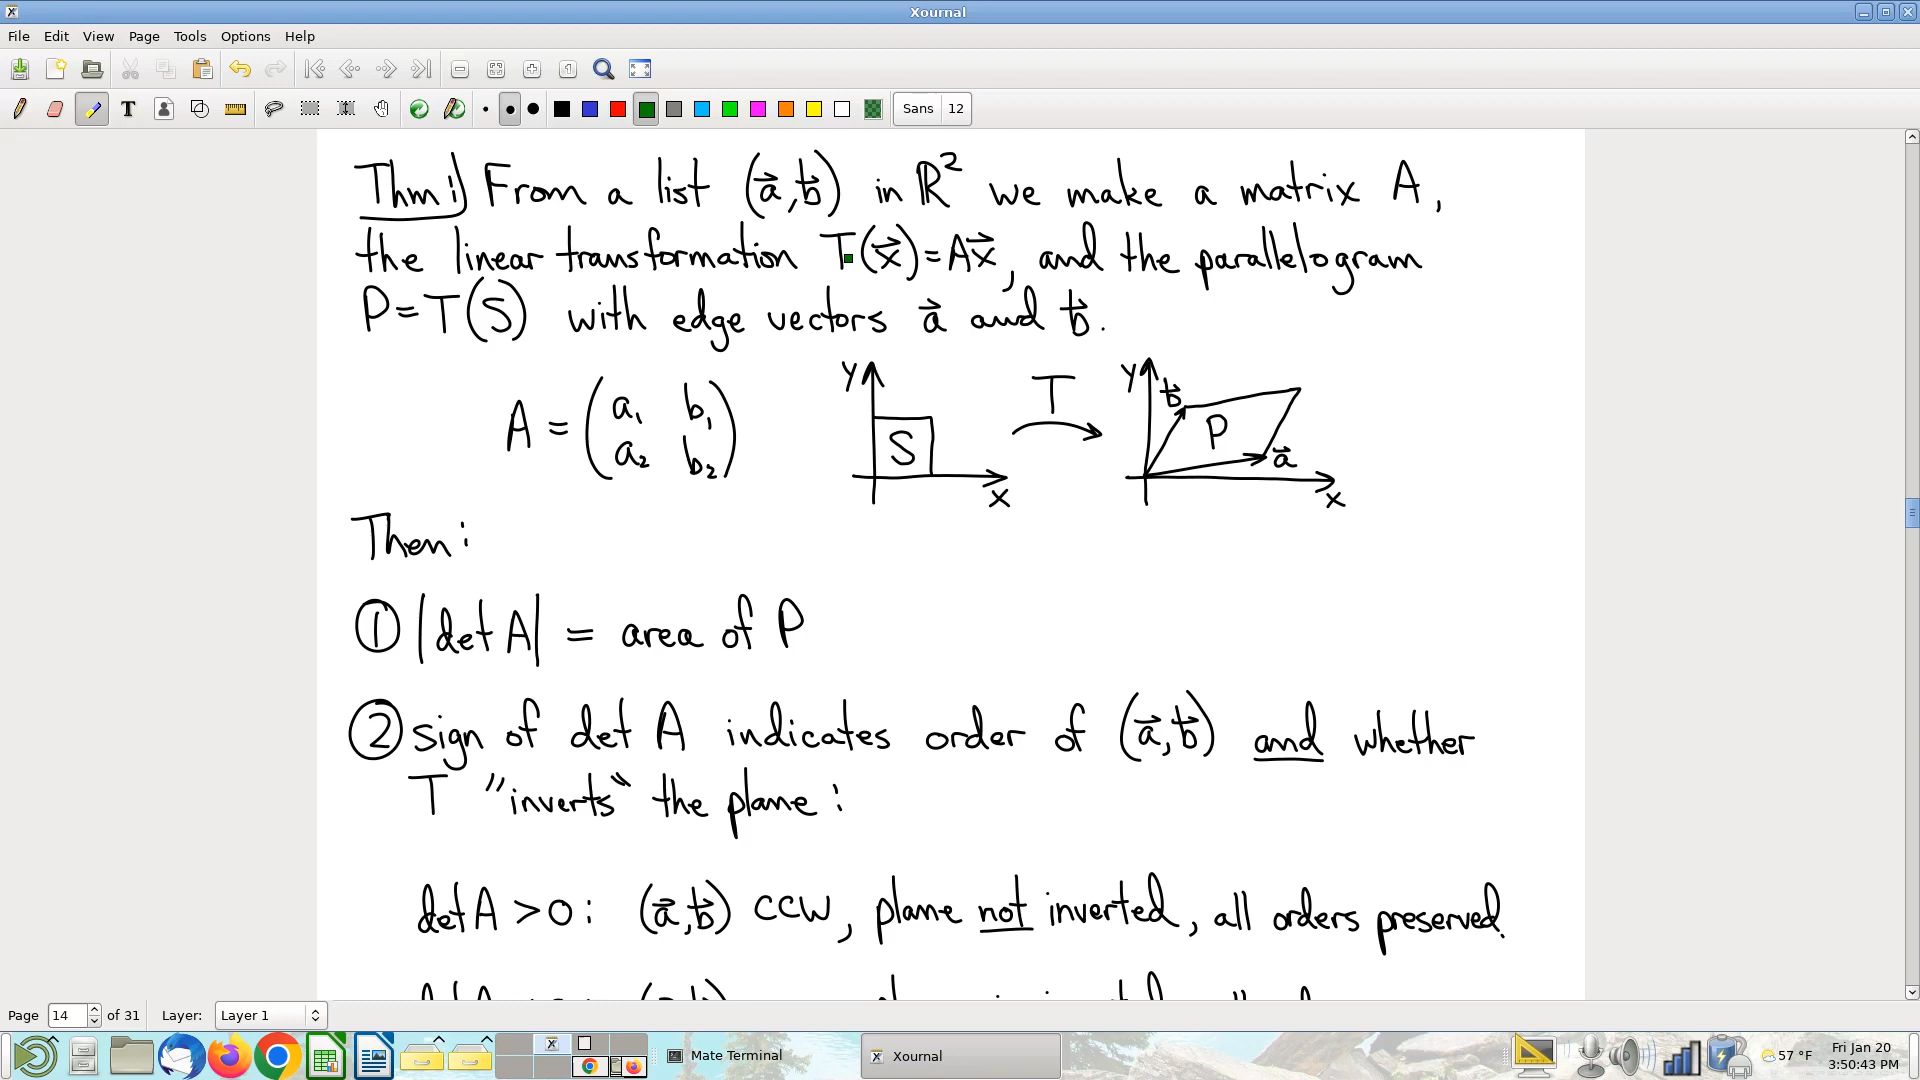 Xournal
File Edit View Page Tools Options Help
Sans 12
Thm: From a list (a⃗,b⃗) in ℝ² we make a matrix A,
the linear transformation T(x⃗)=Ax⃗, and the parallelogram
P=T(S) with edge vectors a⃗ and b⃗.
A = (a₁ b₁
a₂ b₂)
y S x
T
y b⃗ P a⃗ x
Then:
① |det A| = area of P
② sign of det A indicates order of (a⃗,b⃗) and whether
T "inverts" the plane:
det A > 0: (a⃗,b⃗) CCW, plane not inverted, all orders preserved.
Page 14 of 31 Layer: Layer 1
Mate Terminal
Xournal
57 °F
Fri Jan 20
3:50:43 PM